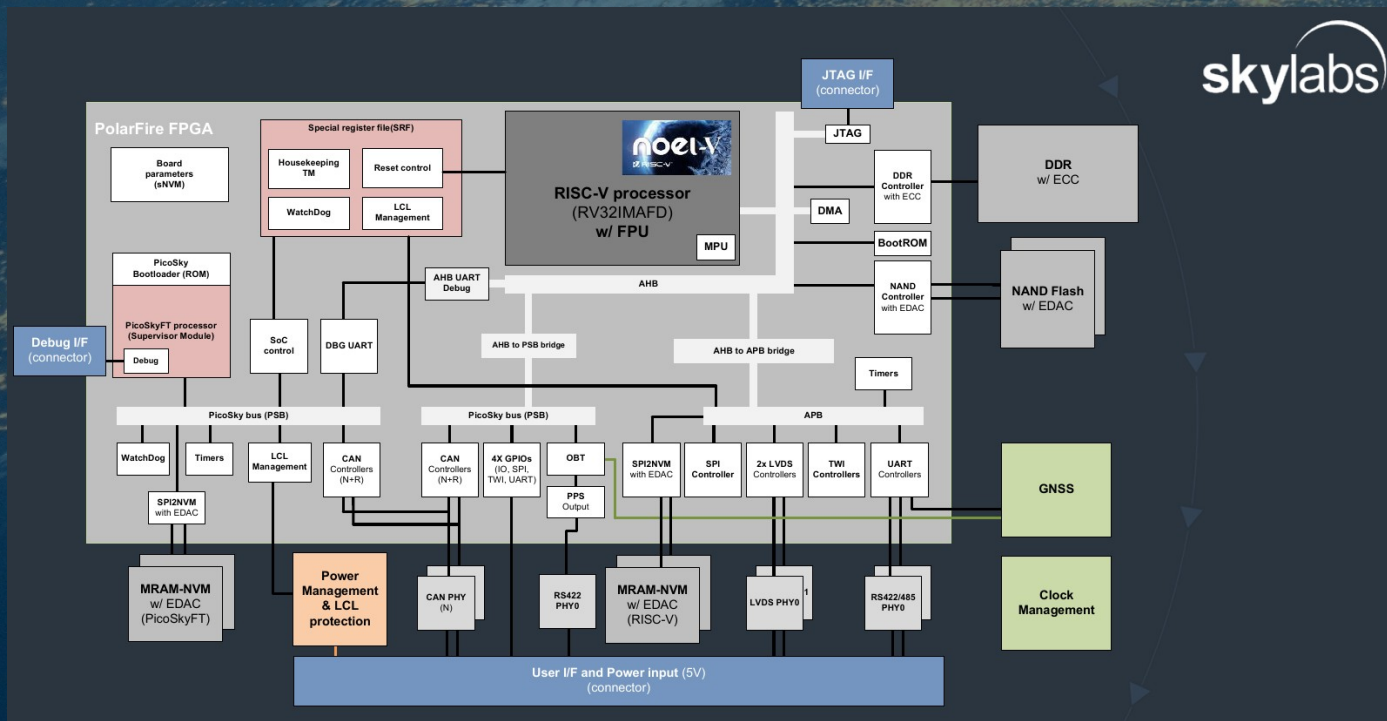 skylabs
JTAG I/F
(connector)
PolarFire FPGA
Special register file(SRF)
Housekeeping
TM
Reset control
WatchDog
LCL
Management
Board
parameters
(sNVM)
noel-V
RISC-V
RISC-V processor
(RV32IMAFD)
w/ FPU
MPU
JTAG
DMA
DDR
Controller
with ECC
DDR
w/ ECC
BootROM
NAND
Controller
with EDAC
NAND Flash
w/ EDAC
PicoSky
Bootloader (ROM)
PicoSkyFT processor
(Supervisor Module)
Debug
Debug I/F
(connector)
AHB UART
Debug
AHB
SoC
control
DBG UART
AHB to PSB bridge
AHB to APB bridge
Timers
PicoSky bus (PSB)
PicoSky bus (PSB)
APB
WatchDog
Timers
LCL
Management
CAN
Controllers
(N+R)
CAN
Controllers
(N+R)
4X GPIOs
(IO, SPI,
TWI, UART)
OBT
SPI2NVM
with EDAC
SPI
Controller
2x LVDS
Controllers
TWI
Controllers
UART
Controllers
SPI2NVM
with EDAC
PPS
Output
GNSS
MRAM-NVM
w/ EDAC
(PicoSkyFT)
Power
Management
& LCL
protection
CAN PHY
(N)
RS422
PHY0
MRAM-NVM
w/ EDAC
(RISC-V)
LVDS PHY0
1
RS422/485
PHY0
Clock
Management
User I/F and Power input (5V)
(connector)